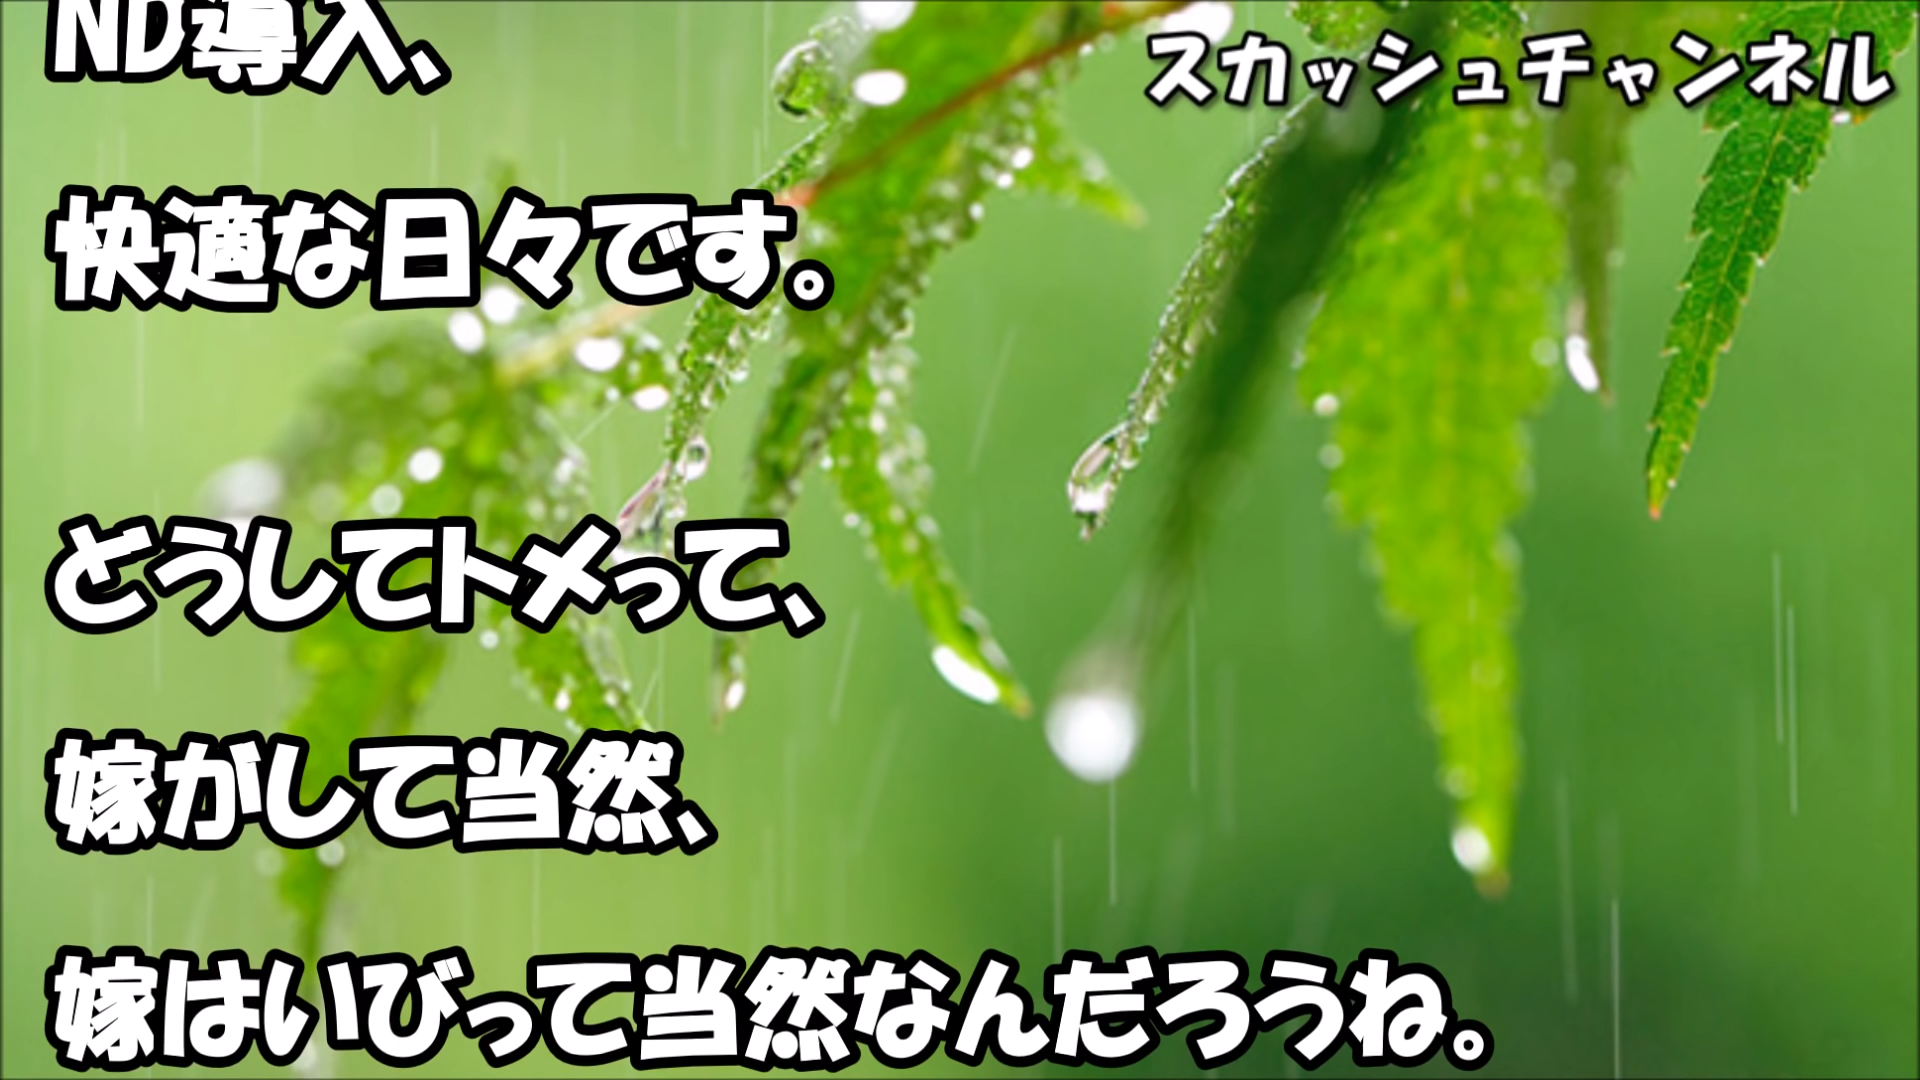 ND導入、
スカッシュチャンネル
快適な日々です。
どうしてトメって、
嫁がして当然、
嫁はいびって当然なんだろうね。